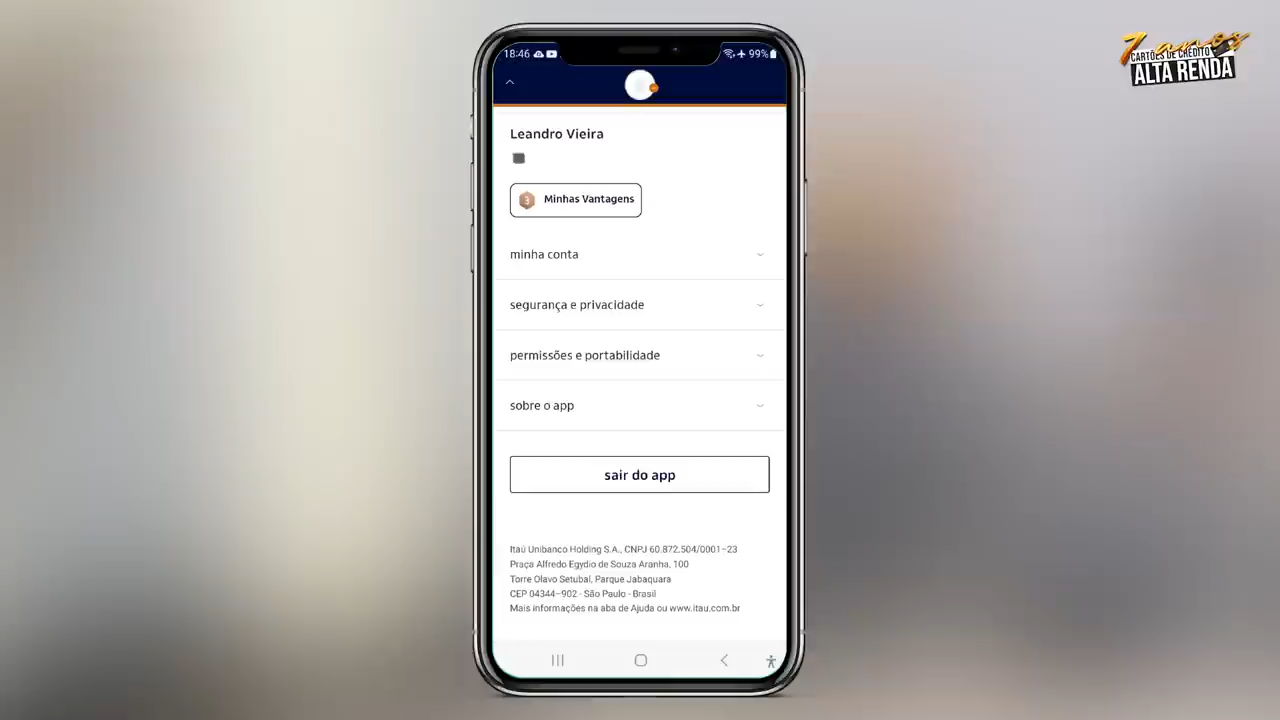 7 anos
CARTÕES DE CRÉDITO
ALTA RENDA
18:46
99%
Leandro Vieira
3 Minhas Vantagens
minha conta
segurança e privacidade
permissões e portabilidade
sobre o app
sair do app
Itaú Unibanco Holding S.A., CNPJ 60.872.504/0001-23
Praça Alfredo Egydio de Souza Aranha, 100
Torre Olavo Setubal, Parque Jabaquara
CEP 04344-902 - São Paulo - Brasil
Mais informações na aba de Ajuda ou www.itau.com.br